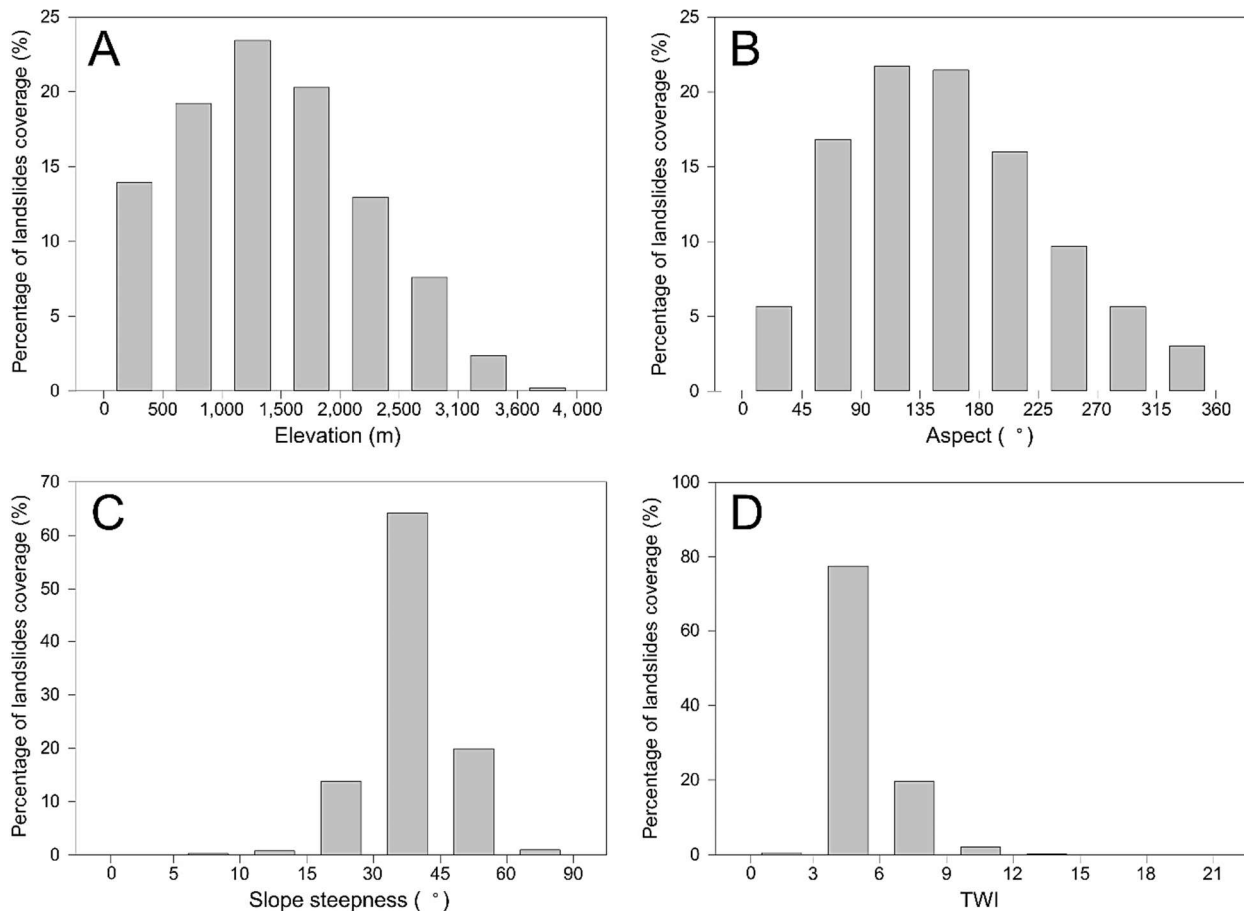 A
Percentage of landslides coverage (%)
25
20
15
10
5
0
0 500 1,000 1,500 2,000 2,500 3,100 3,600 4,000
Elevation (m)
B
Percentage of landslides coverage (%)
25
20
15
10
5
0
0 45 90 135 180 225 270 315 360
Aspect ( °)
C
Percentage of landslides coverage (%)
70
60
50
40
30
20
10
0
0 5 10 15 30 45 60 90
Slope steepness ( °)
D
Percentage of landslides coverage (%)
100
80
60
40
20
0
0 3 6 9 12 15 18 21
TWI